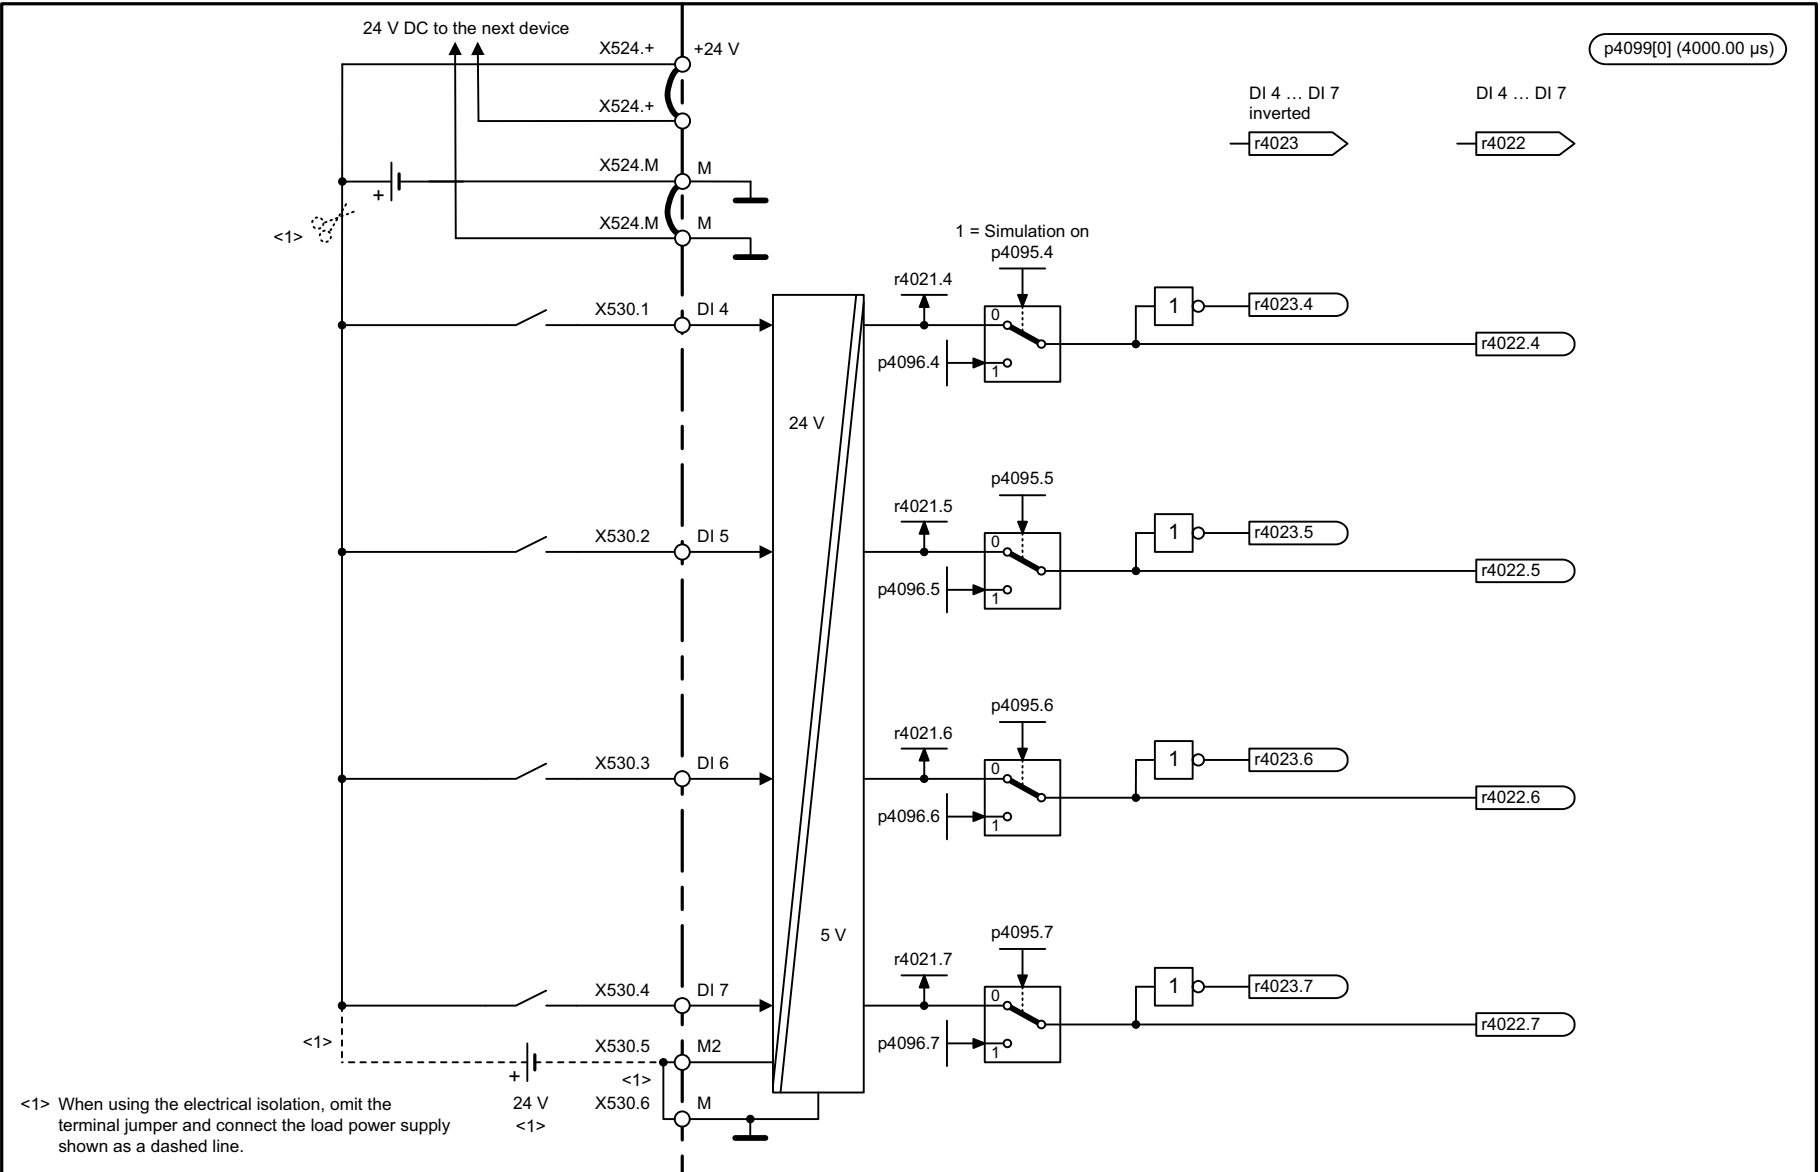 24 V DC to the next device
X524.+
+24 V
p4099[0] (4000.00 µs)
X524.+
DI 4 … DI 7
inverted
r4023
DI 4 … DI 7
r4022
X524.M
M
+
<1>
X524.M
M
1 = Simulation on
p4095.4
r4021.4
X530.1
DI 4
0
1
r4023.4
r4022.4
p4096.4
1
24 V
p4095.5
r4021.5
X530.2
DI 5
0
1
r4023.5
r4022.5
p4096.5
1
p4095.6
r4021.6
X530.3
DI 6
0
1
r4023.6
r4022.6
p4096.6
1
5 V
p4095.7
r4021.7
X530.4
DI 7
0
1
r4023.7
r4022.7
p4096.7
1
<1>
X530.5
M2
+
<1>
24 V
<1>
X530.6
M
<1> When using the electrical isolation, omit the
terminal jumper and connect the load power supply
shown as a dashed line.